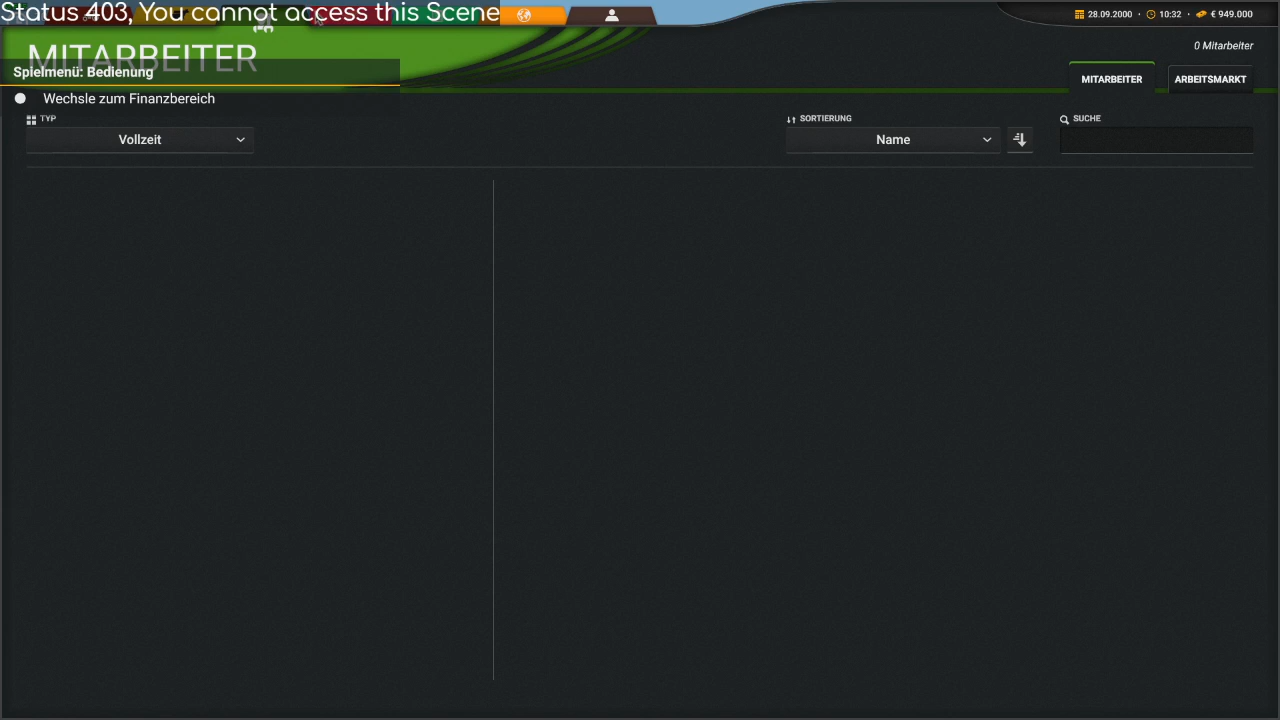 Status 403, You cannot access this Scene
28.09.2000 · 10:32 · € 949.000
MITARBEITER
0 Mitarbeiter
Spielmenü: Bedienung
MITARBEITER
ARBEITSMARKT
Wechsle zum Finanzbereich
TYP
SORTIERUNG
SUCHE
Vollzeit
Name